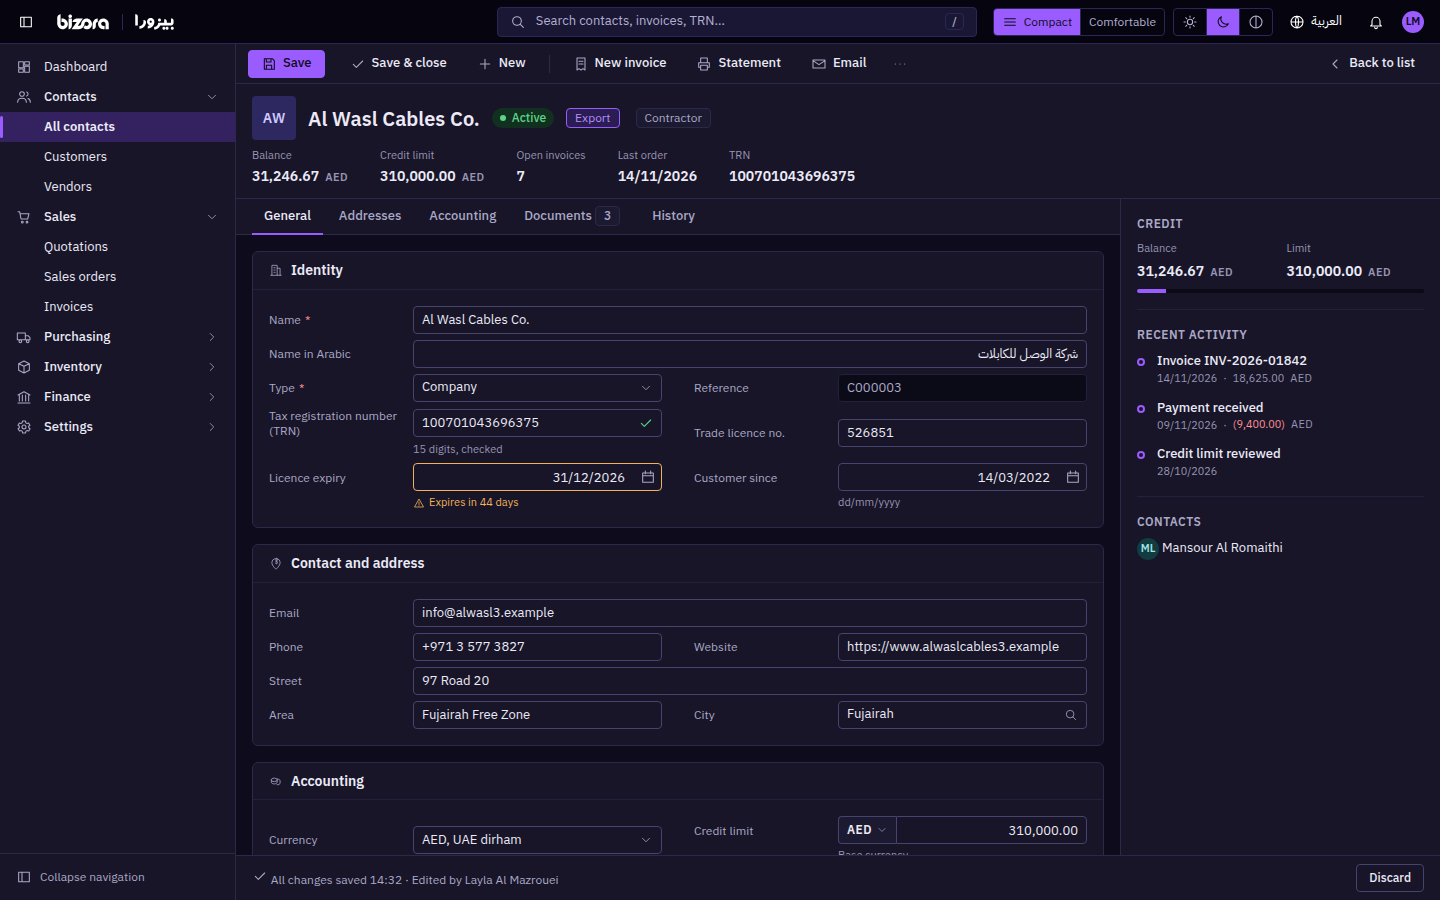 bizora | بيزورا
Search contacts, invoices, TRN...
/
Compact
Comfortable
العربية
LM
Dashboard
Contacts
All contacts
Customers
Vendors
Sales
Quotations
Sales orders
Invoices
Purchasing
Inventory
Finance
Settings
Collapse navigation
Save
Save & close
New
New invoice
Statement
Email
...
Back to list
AW
Al Wasl Cables Co.
Active
Export
Contractor
Balance
31,246.67 AED
Credit limit
310,000.00 AED
Open invoices
7
Last order
14/11/2026
TRN
100701043696375
General
Addresses
Accounting
Documents 3
History
Identity
Name *
Al Wasl Cables Co.
Name in Arabic
شركة الوصل للكابلات
Type *
Company
Reference
C000003
Tax registration number
(TRN)
100701043696375
15 digits, checked
Trade licence no.
526851
Licence expiry
31/12/2026
Expires in 44 days
Customer since
14/03/2022
dd/mm/yyyy
Contact and address
Email
info@alwasl3.example
Phone
+971 3 577 3827
Website
https://www.alwaslcables3.example
Street
97 Road 20
Area
Fujairah Free Zone
City
Fujairah
Accounting
Currency
AED, UAE dirham
Credit limit
AED
310,000.00
Base currency
All changes saved 14:32 · Edited by Layla Al Mazrouei
Discard
CREDIT
Balance
31,246.67 AED
Limit
310,000.00 AED
RECENT ACTIVITY
Invoice INV-2026-01842
14/11/2026 · 18,625.00 AED
Payment received
09/11/2026 · (9,400.00) AED
Credit limit reviewed
28/10/2026
CONTACTS
ML Mansour Al Romaithi